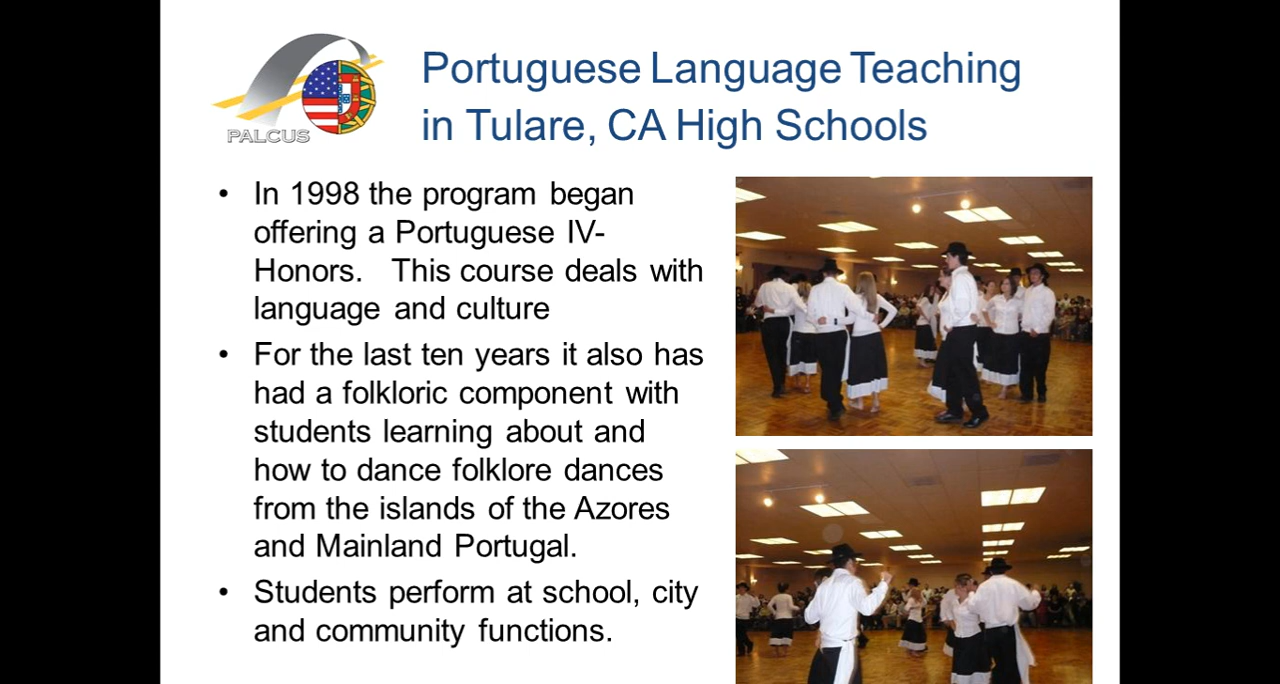 PALCUS
Portuguese Language Teaching
in Tulare, CA High Schools
• In 1998 the program began
offering a Portuguese IV-
Honors. This course deals with
language and culture
• For the last ten years it also has
had a folkloric component with
students learning about and
how to dance folklore dances
from the islands of the Azores
and Mainland Portugal.
• Students perform at school, city
and community functions.